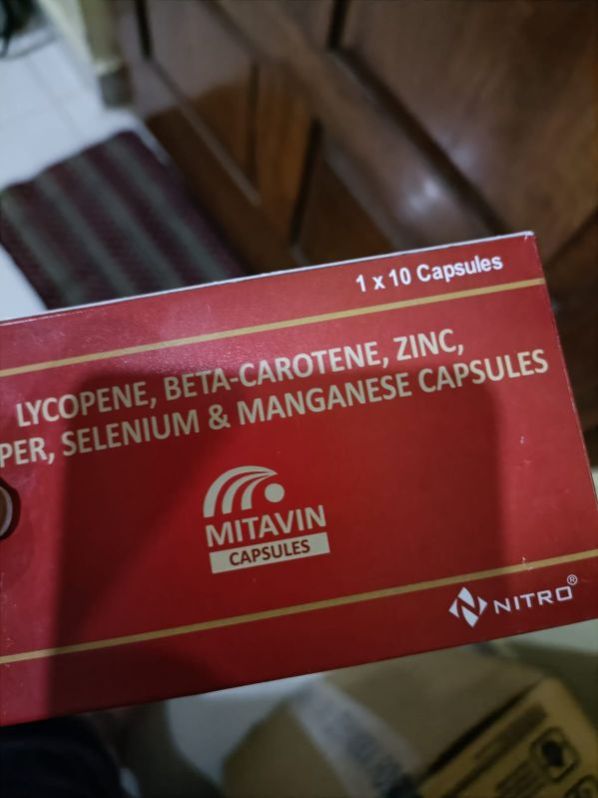 1 x 10 Capsules
LYCOPENE, BETA-CAROTENE, ZINC,
PER, SELENIUM & MANGANESE CAPSULES
MITAVIN
CAPSULES
NITRO®